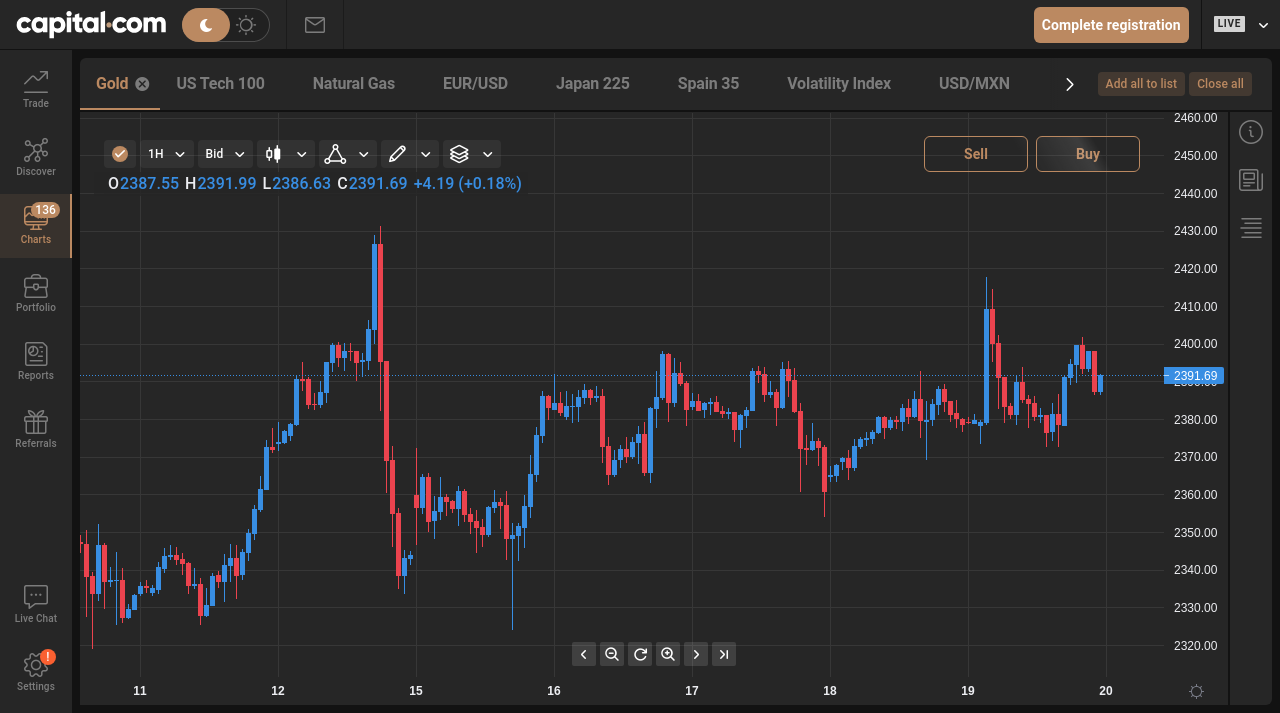 capital.com
Complete registration
LIVE
Gold
US Tech 100
Natural Gas
EUR/USD
Japan 225
Spain 35
Volatility Index
USD/MXN
Add all to list
Close all
Trade
Discover
136
Charts
Portfolio
Reports
Referrals
Live Chat
!
Settings
1H
Bid
Sell
Buy
O2387.55 H2391.99 L2386.63 C2391.69 +4.19 (+0.18%)
2460.00
2450.00
2440.00
2430.00
2420.00
2410.00
2400.00
2391.69
2380.00
2370.00
2360.00
2350.00
2340.00
2330.00
2320.00
11 12 15 16 17 18 19 20